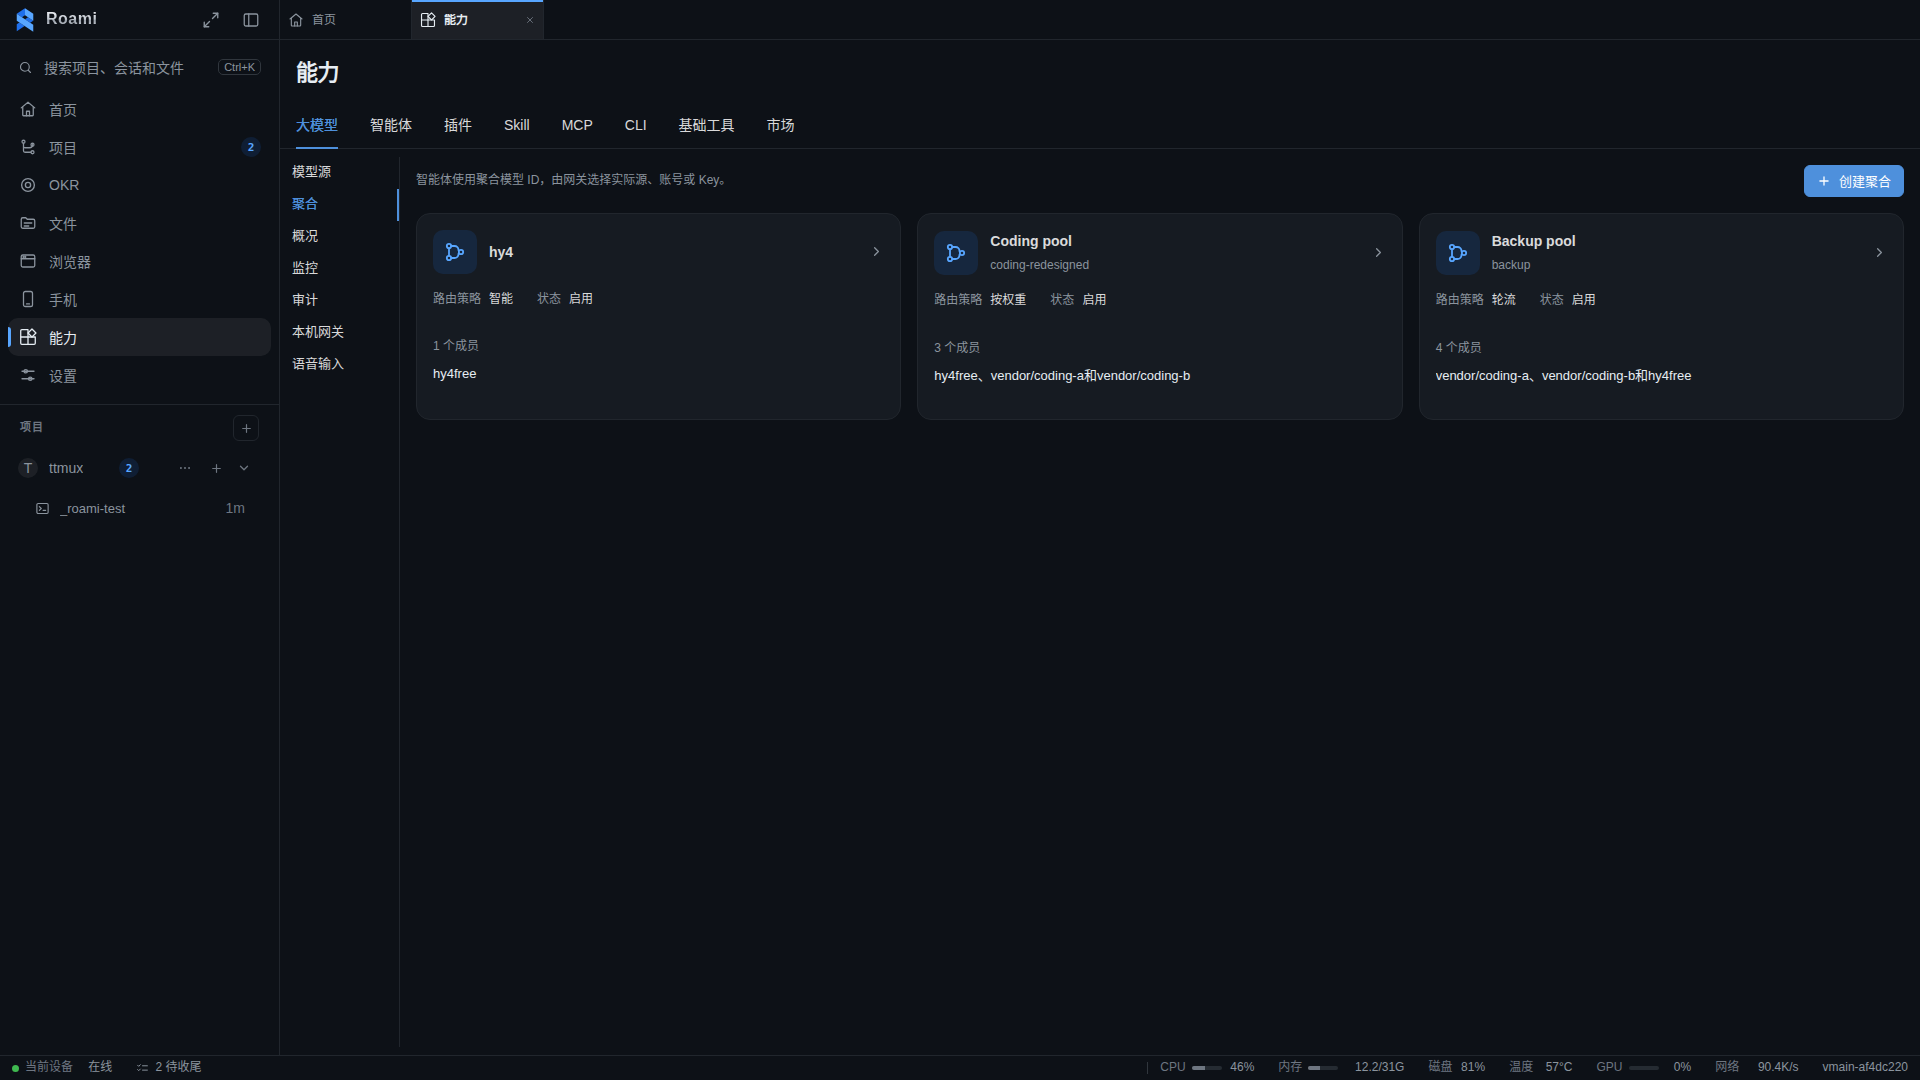 Roami
首页
能力
搜索项目、会话和文件 Ctrl+K
首页
项目 2
OKR
文件
浏览器
手机
能力
设置
项目
T ttmux 2
_roami-test 1m
能力
大模型 智能体 插件 Skill MCP CLI 基础工具 市场
模型源
聚合
概况
监控
审计
本机网关
语音输入
智能体使用聚合模型 ID，由网关选择实际源、账号或 Key。
创建聚合
hy4
路由策略 智能 状态 启用
1 个成员
hy4free
Coding pool
coding-redesigned
路由策略 按权重 状态 启用
3 个成员
hy4free、vendor/coding-a和vendor/coding-b
Backup pool
backup
路由策略 轮流 状态 启用
4 个成员
vendor/coding-a、vendor/coding-b和hy4free
当前设备 在线 2 待收尾
CPU 46% 内存 12.2/31G 磁盘 81% 温度 57°C GPU 0% 网络 90.4K/s vmain-af4dc220